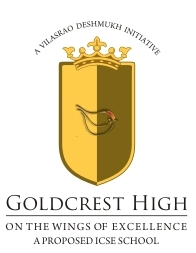 A VILASRAO DESHMUKH INITIATIVE
GOLDCREST HIGH
ON THE WINGS OF EXCELLENCE
A PROPOSED ICSE SCHOOL